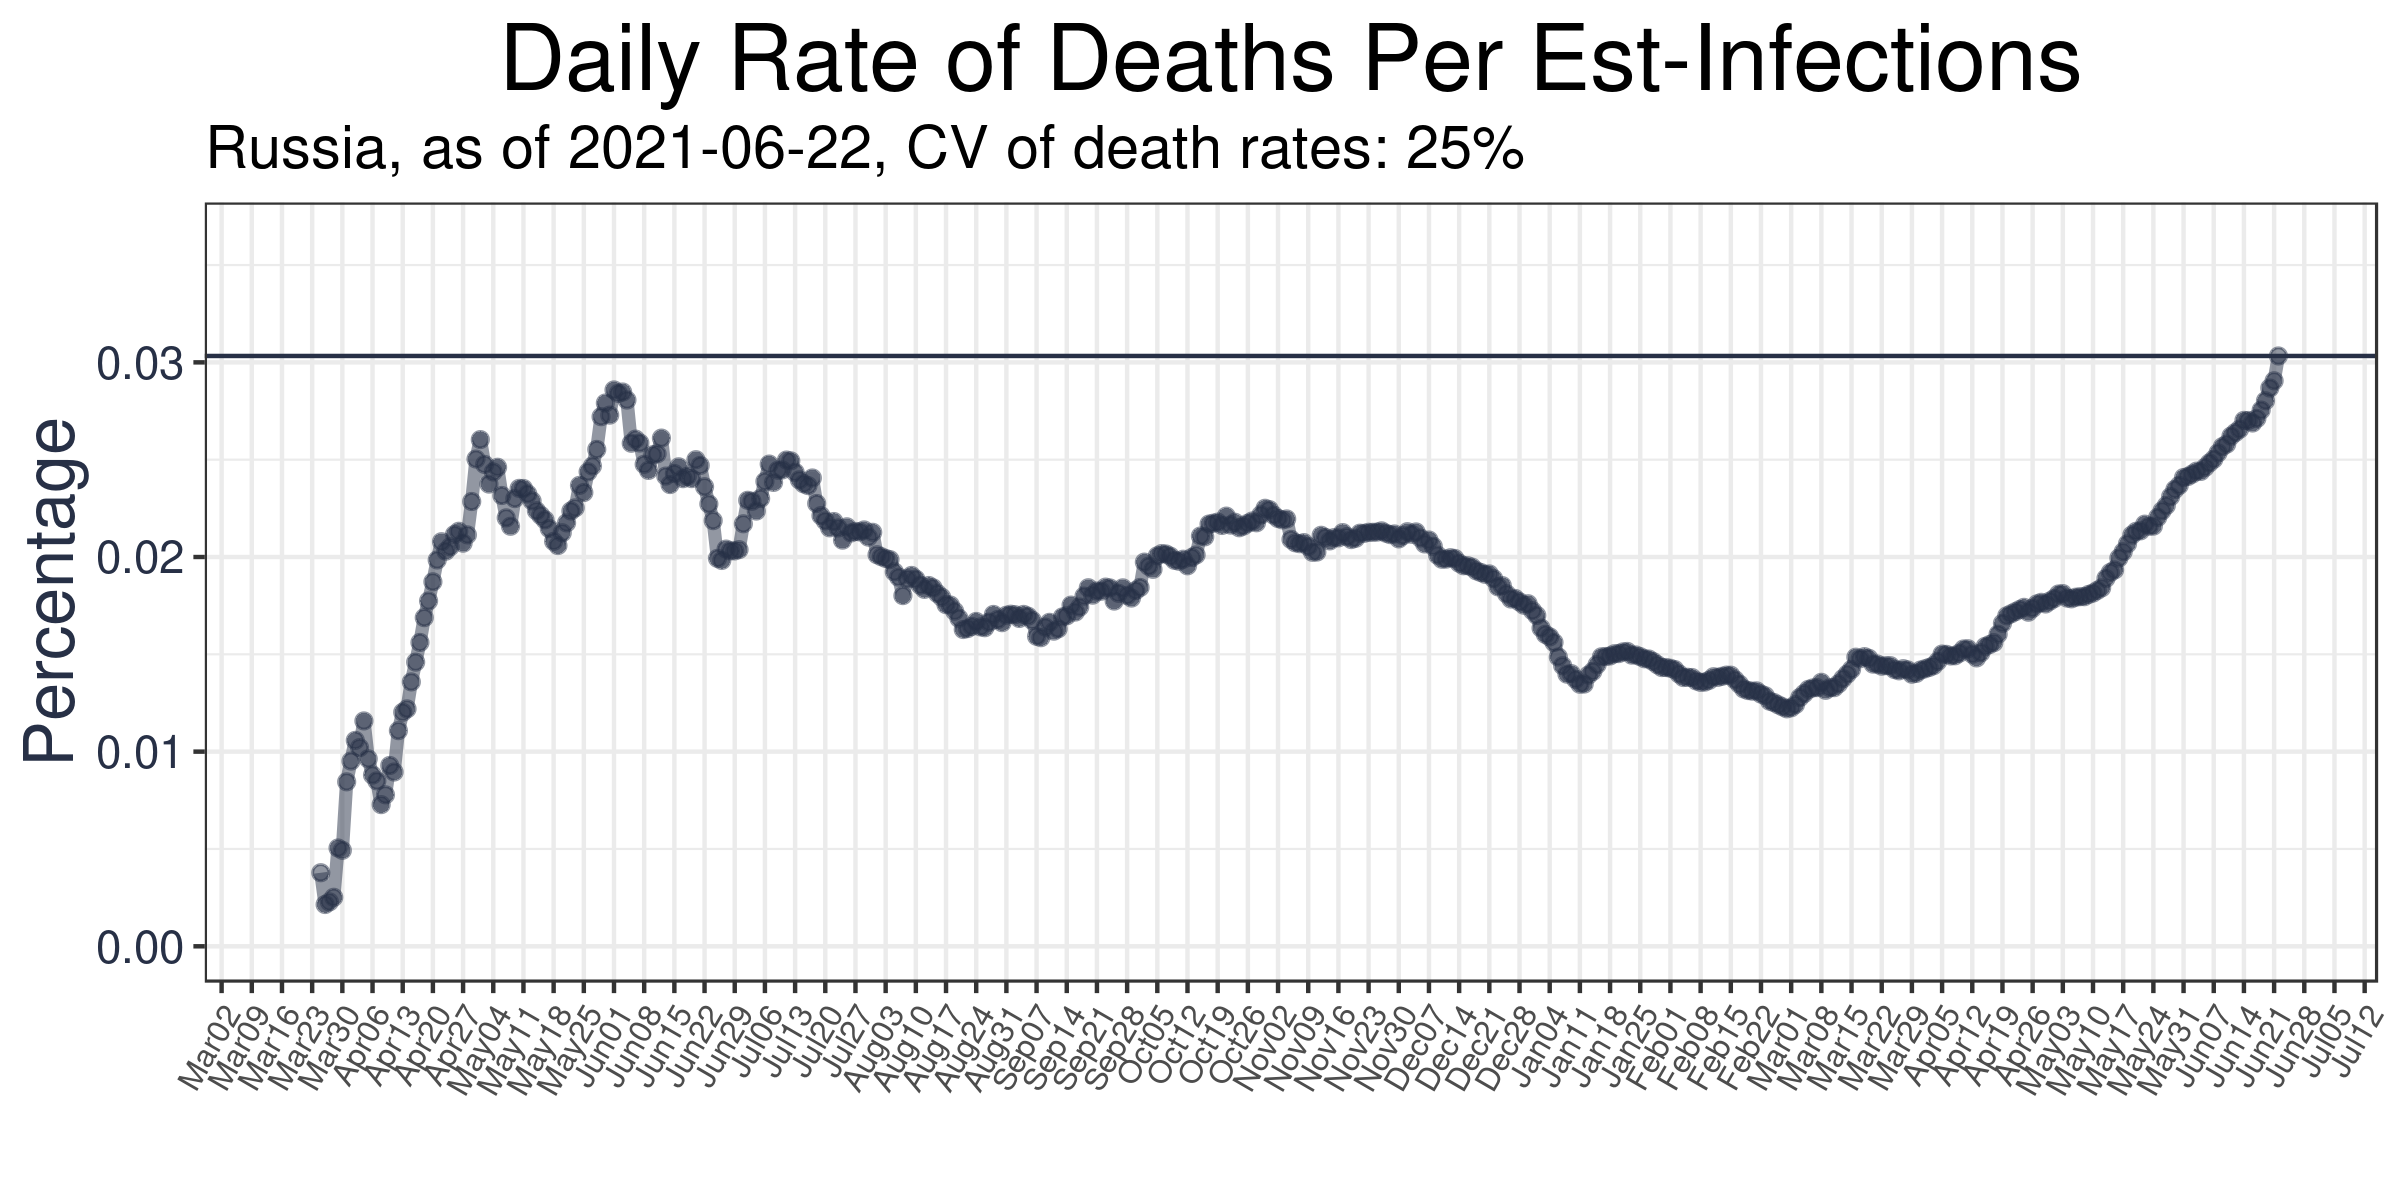 Daily Rate of Deaths Per Est-Infections
Russia, as of 2021-06-22, CV of death rates: 25%
Percentage
0.03
0.02
0.01
0.00
Mar02
Mar09
Mar16
Mar23
Mar30
Apr06
Apr13
Apr20
Apr27
May04
May11
May18
May25
Jun01
Jun08
Jun15
Jun22
Jun29
Jul06
Jul13
Jul20
Jul27
Aug03
Aug10
Aug17
Aug24
Aug31
Sep07
Sep14
Sep21
Sep28
Oct05
Oct12
Oct19
Oct26
Nov02
Nov09
Nov16
Nov23
Nov30
Dec07
Dec14
Dec21
Dec28
Jan04
Jan11
Jan18
Jan25
Feb01
Feb08
Feb15
Feb22
Mar01
Mar08
Mar15
Mar22
Mar29
Apr05
Apr12
Apr19
Apr26
May03
May10
May17
May24
May31
Jun07
Jun14
Jun21
Jun28
Jul05
Jul12